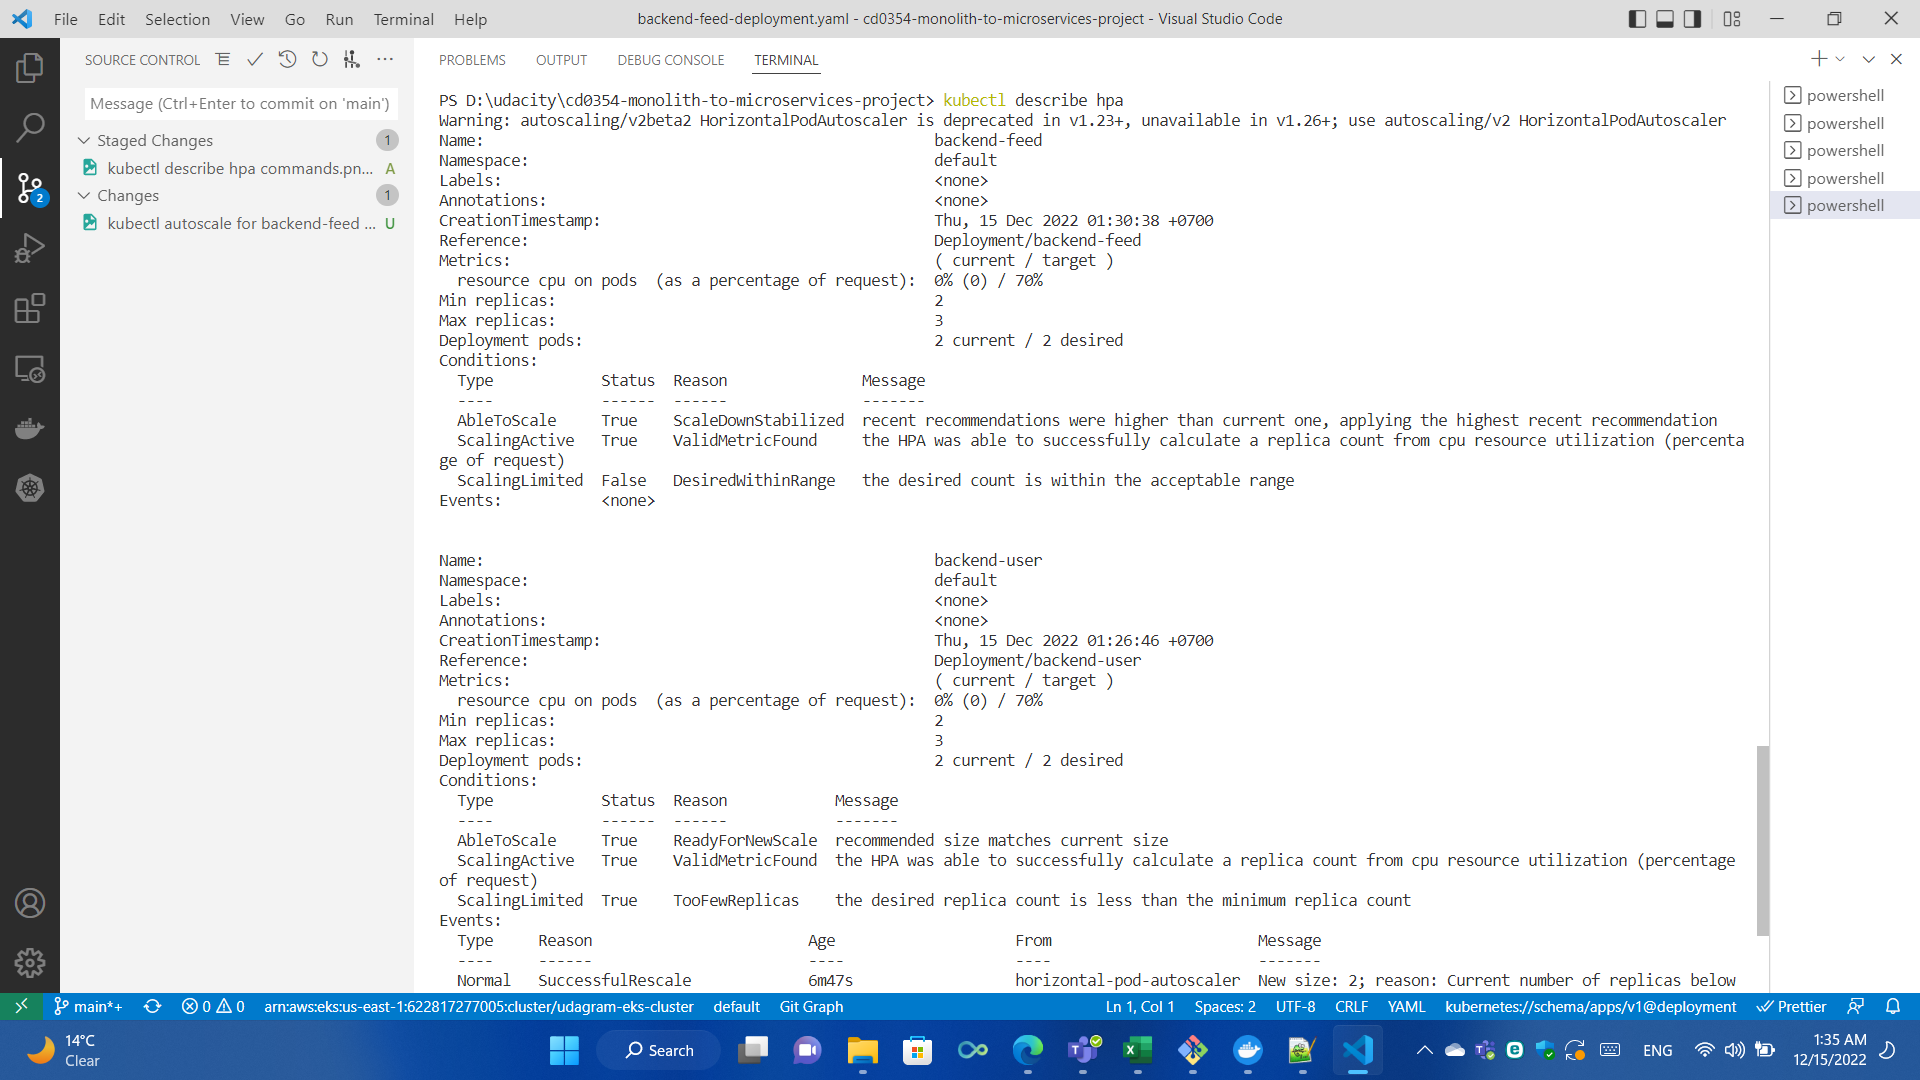 File Edit Selection View Go Run Terminal Help
backend-feed-deployment.yaml - cd0354-monolith-to-microservices-project - Visual Studio Code
SOURCE CONTROL
Message (Ctrl+Enter to commit on 'main')
Staged Changes 1
kubectl describe hpa commands.pn... A
Changes 1
kubectl autoscale for backend-feed ... U
2
PROBLEMS OUTPUT DEBUG CONSOLE TERMINAL
PS D:\udacity\cd0354-monolith-to-microservices-project> kubectl describe hpa
Warning: autoscaling/v2beta2 HorizontalPodAutoscaler is deprecated in v1.23+, unavailable in v1.26+; use autoscaling/v2 HorizontalPodAutoscaler
Name: backend-feed
Namespace: default
Labels: <none>
Annotations: <none>
CreationTimestamp: Thu, 15 Dec 2022 01:30:38 +0700
Reference: Deployment/backend-feed
Metrics: ( current / target )
resource cpu on pods (as a percentage of request): 0% (0) / 70%
Min replicas: 2
Max replicas: 3
Deployment pods: 2 current / 2 desired
Conditions:
Type Status Reason Message
---- ------ ------ -------
AbleToScale True ScaleDownStabilized recent recommendations were higher than current one, applying the highest recent recommendation
ScalingActive True ValidMetricFound the HPA was able to successfully calculate a replica count from cpu resource utilization (percenta
ge of request)
ScalingLimited False DesiredWithinRange the desired count is within the acceptable range
Events: <none>
Name: backend-user
Namespace: default
Labels: <none>
Annotations: <none>
CreationTimestamp: Thu, 15 Dec 2022 01:26:46 +0700
Reference: Deployment/backend-user
Metrics: ( current / target )
resource cpu on pods (as a percentage of request): 0% (0) / 70%
Min replicas: 2
Max replicas: 3
Deployment pods: 2 current / 2 desired
Conditions:
Type Status Reason Message
---- ------ ------ -------
AbleToScale True ReadyForNewScale recommended size matches current size
ScalingActive True ValidMetricFound the HPA was able to successfully calculate a replica count from cpu resource utilization (percentage
of request)
ScalingLimited True TooFewReplicas the desired replica count is less than the minimum replica count
Events:
Type Reason Age From Message
---- ------ ---- ---- -------
Normal SuccessfulRescale 6m47s horizontal-pod-autoscaler New size: 2; reason: Current number of replicas below
powershell
powershell
powershell
powershell
powershell
main*+ 0 0 arn:aws:eks:us-east-1:622817277005:cluster/udagram-eks-cluster default Git Graph Ln 1, Col 1 Spaces: 2 UTF-8 CRLF YAML kubernetes://schema/apps/v1@deployment Prettier
14°C
Clear
Search
ENG
1:35 AM
12/15/2022